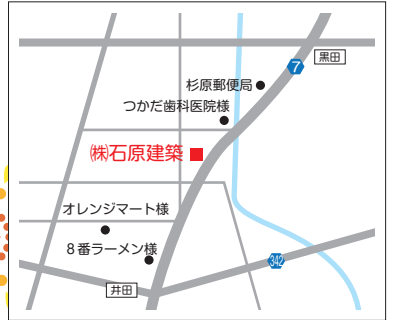 黒田
7
杉原郵便局
つかだ歯科医院様
㈱石原建築
オレンジマート様
8番ラーメン様
342
井田